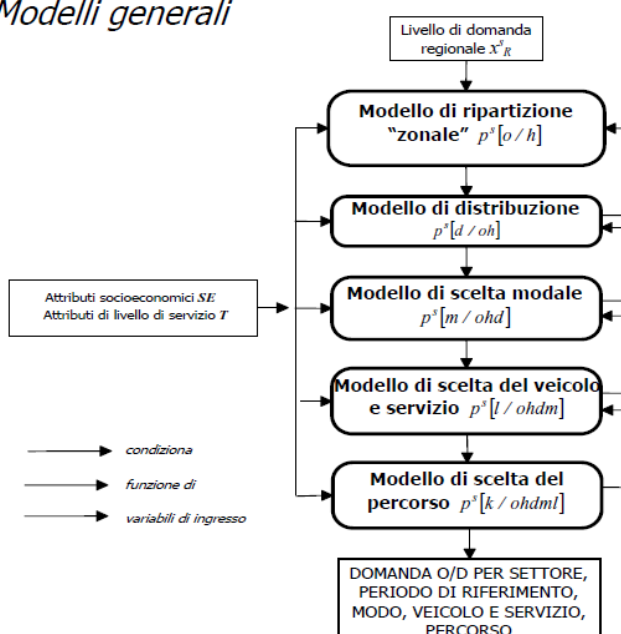 Modelli generali
Livello di domanda
regionale x^s_R
Modello di ripartizione
“zonale” p^s[o / h]
Modello di distribuzione
p^s[d / oh]
Attributi socioeconomici SE
Attributi di livello di servizio T
Modello di scelta modale
p^s[m / ohd]
Modello di scelta del veicolo
e servizio p^s[l / ohdm]
condiziona
funzione di
variabili di ingresso
Modello di scelta del
percorso p^s[k / ohdml]
DOMANDA O/D PER SETTORE,
PERIODO DI RIFERIMENTO,
MODO, VEICOLO E SERVIZIO,
PERCORSO